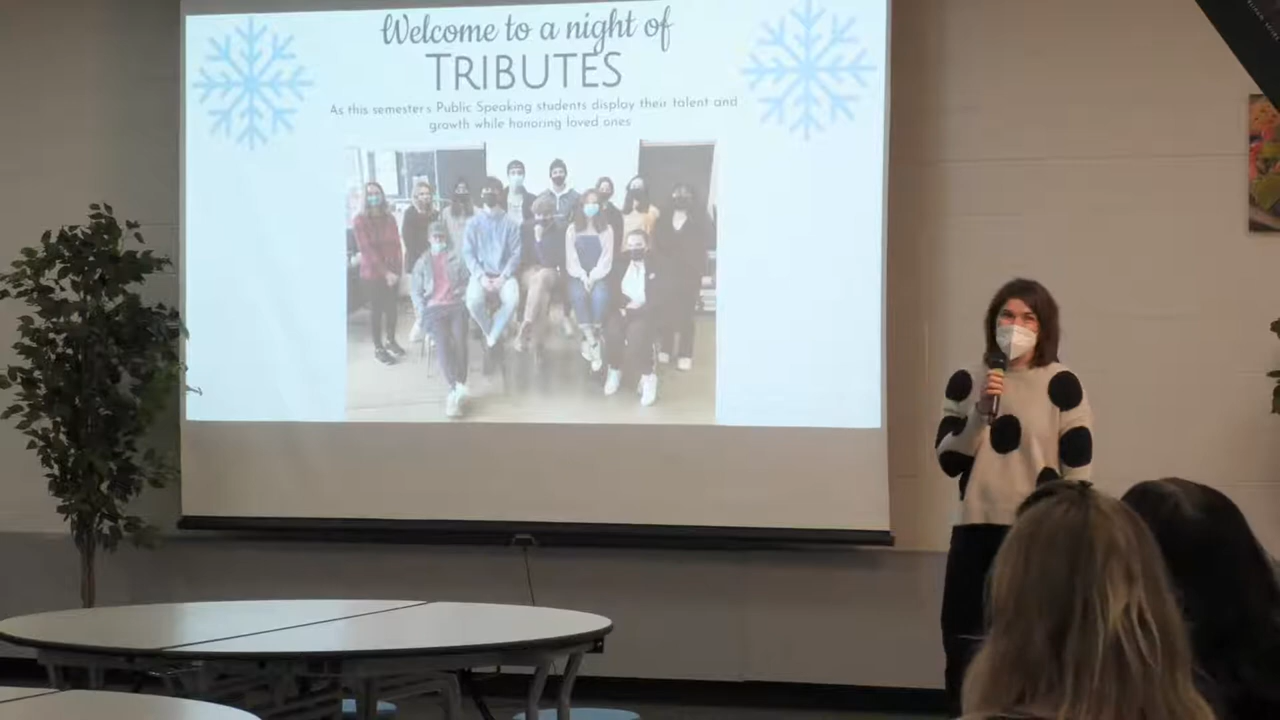 Welcome to a night of
TRIBUTES
As this semester's Public Speaking students display their talent and
growth while honoring loved ones